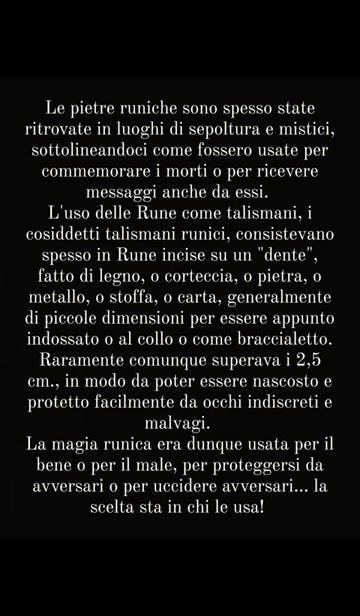 Le pietre runiche sono spesso state
ritrovate in luoghi di sepoltura e mistici,
sottolineandoci come fossero usate per
commemorare i morti o per ricevere
messaggi anche da essi.
L'uso delle Rune come talismani, i
cosiddetti talismani runici, consistevano
spesso in Rune incise su un "dente",
fatto di legno, o corteccia, o pietra, o
metallo, o stoffa, o carta, generalmente
di piccole dimensioni per essere appunto
indossato o al collo o come braccialetto.
Raramente comunque superava i 2,5
cm., in modo da poter essere nascosto e
protetto facilmente da occhi indiscreti e
malvagi.
La magia runica era dunque usata per il
bene o per il male, per proteggersi da
avversari o per uccidere avversari... la
scelta sta in chi le usa!